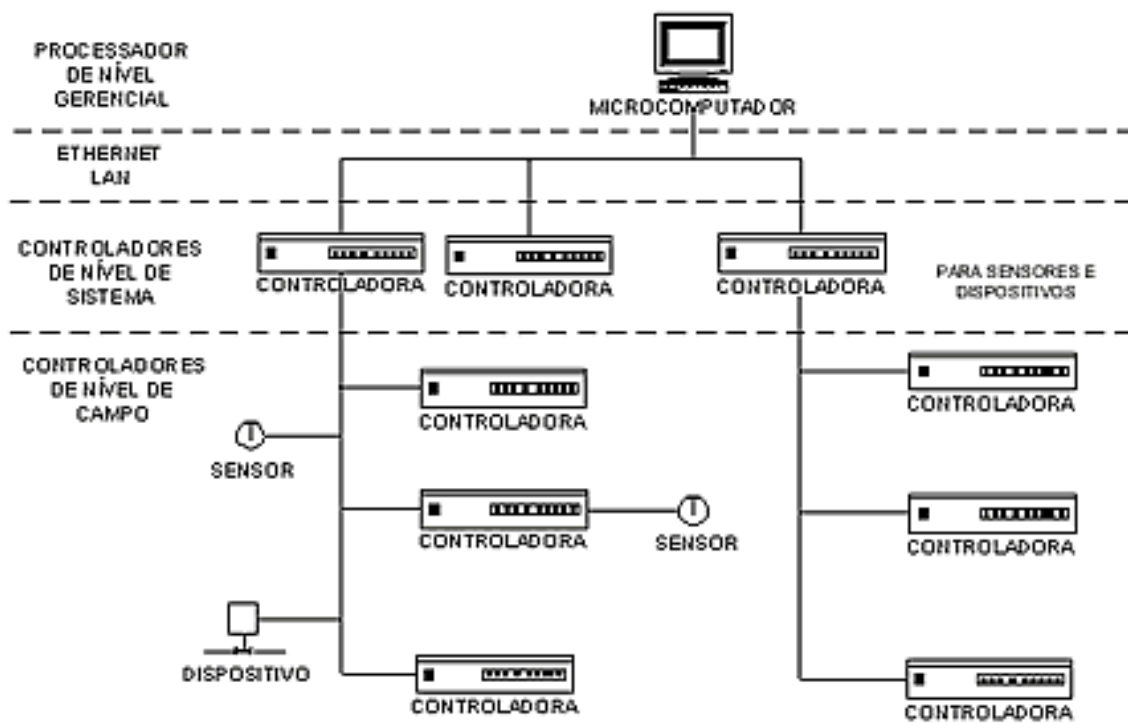 PROCESSADOR
DE NÍVEL
GERENCIAL
MICROCOMPUTADOR
ETHERNET
LAN
CONTROLADORES
DE NÍVEL DE
SISTEMA
CONTROLADORA
CONTROLADORA
CONTROLADORA
PARA SENSORES E
DISPOSITIVOS
CONTROLADORES
DE NÍVEL DE
CAMPO
CONTROLADORA
CONTROLADORA
SENSOR
CONTROLADORA
SENSOR
CONTROLADORA
DISPOSITIVO
CONTROLADORA
CONTROLADORA